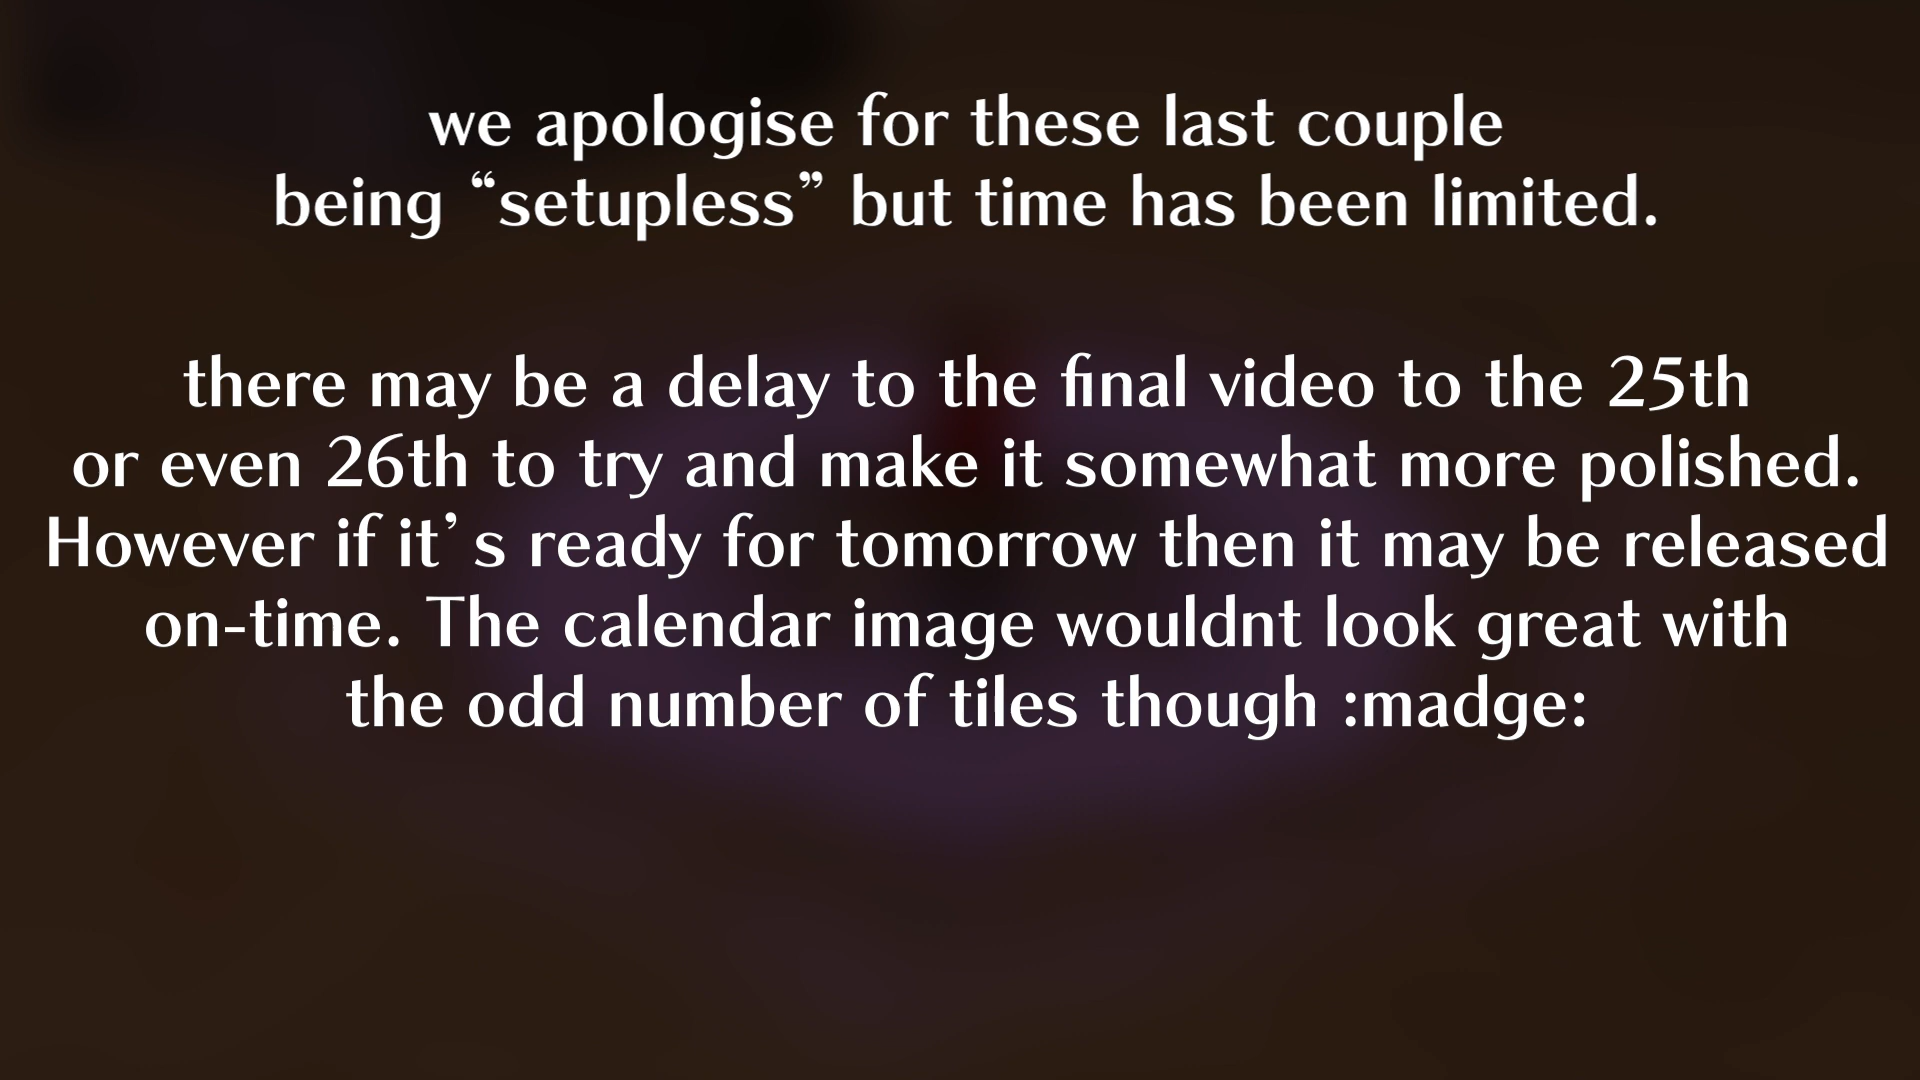 we apologise for these last couple
being “setupless” but time has been limited.
there may be a delay to the final video to the 25th
or even 26th to try and make it somewhat more polished.
However if it’s ready for tomorrow then it may be released
on-time. The calendar image wouldnt look great with
the odd number of tiles though :madge: